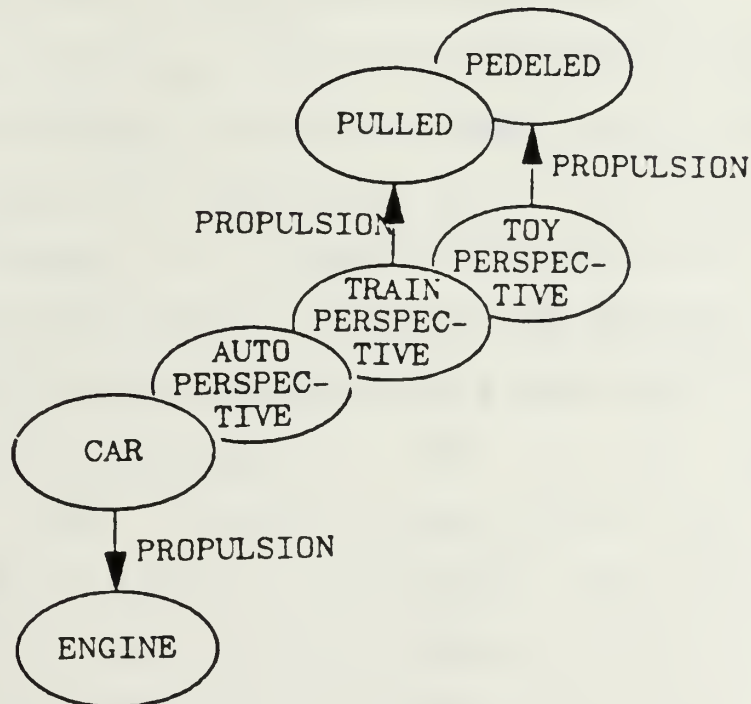 PEDELED
PULLED
PROPULSION
PROPULSION
TOY
PERSPEC-
TIVE
TRAIN
PERSPEC-
TIVE
AUTO
PERSPEC-
TIVE
CAR
PROPULSION
ENGINE